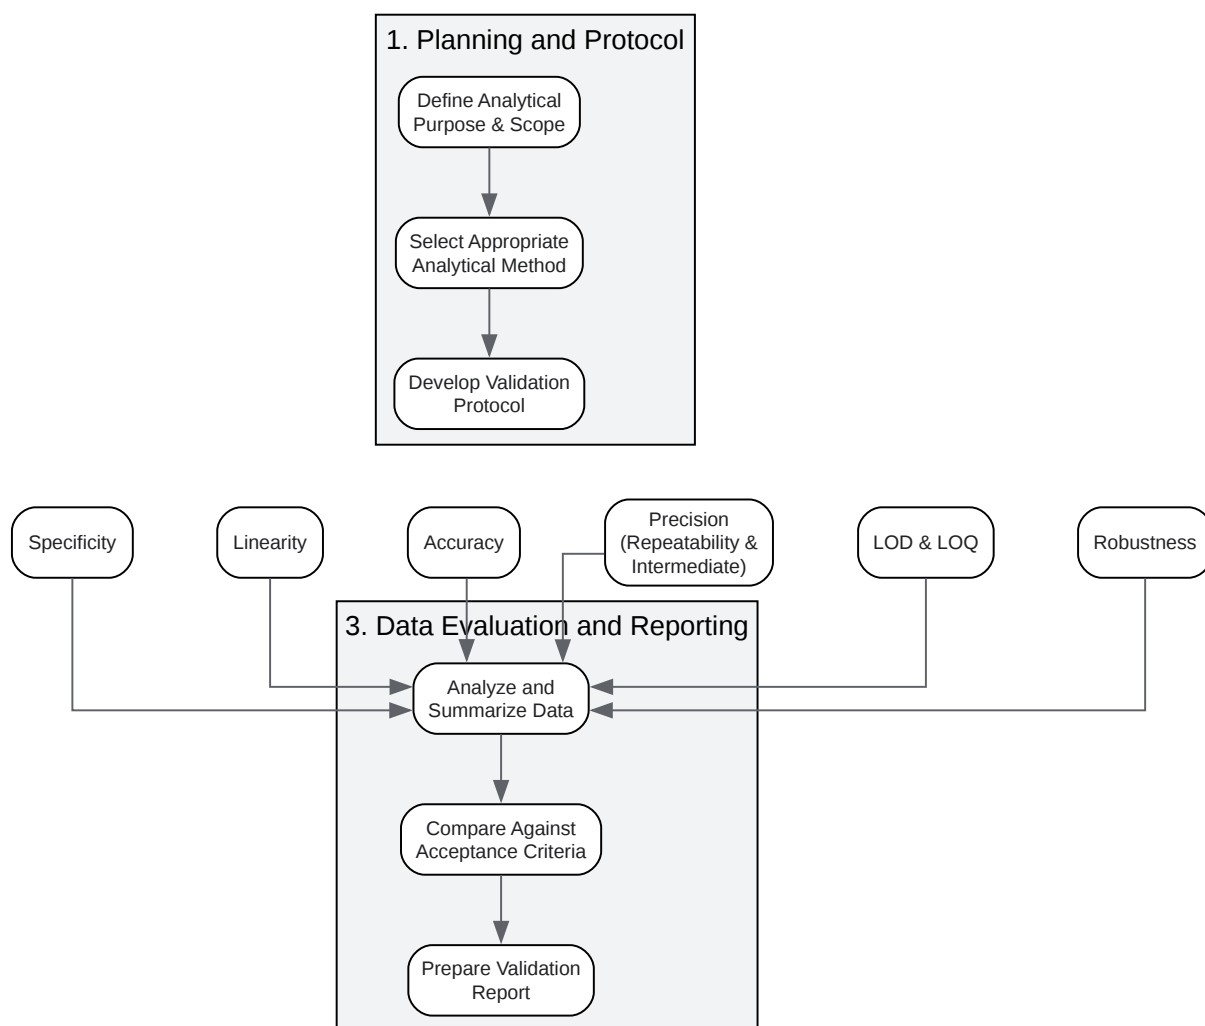 1. Planning and Protocol
Define Analytical
Purpose & Scope
Select Appropriate
Analytical Method
Develop Validation
Protocol
Specificity
Linearity
Accuracy
Precision
(Repeatability &
Intermediate)
LOD & LOQ
Robustness
3. Data Evaluation and Reporting
Analyze and
Summarize Data
Compare Against
Acceptance Criteria
Prepare Validation
Report